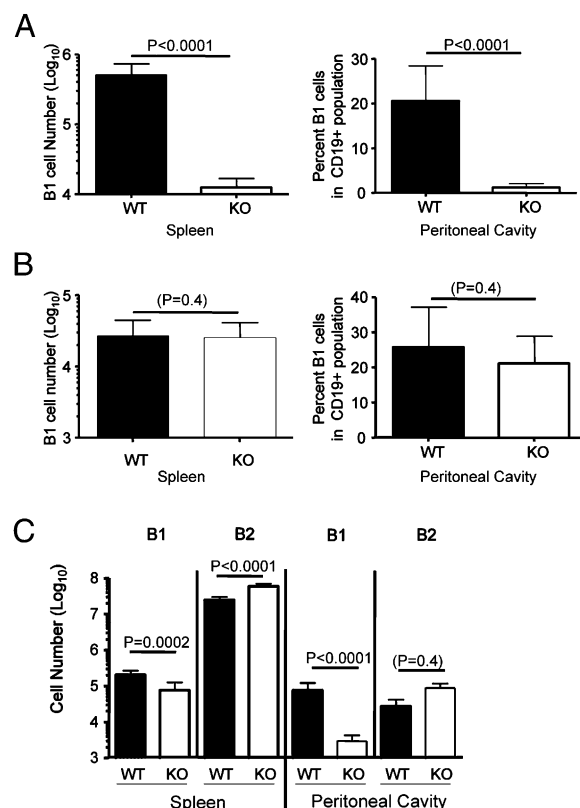 A
B1 cell Number (Log10)
6
5
4
P<0.0001
WT KO
Spleen
Percent B1 cells
in CD19+ population
30
20
10
0
P<0.0001
WT KO
Peritoneal Cavity
B
B1 cell number (Log10)
5
4
3
(P=0.4)
WT KO
Spleen
Percent B1 cells
in CD19+ population
40
30
20
10
0
(P=0.4)
WT KO
Peritoneal Cavity
C
B1 B2 B1 B2
Cell Number (Log10)
8
7
6
5
4
3
P=0.0002
P<0.0001
P<0.0001
(P=0.4)
WT KO WT KO WT KO WT KO
Spleen Peritoneal Cavity